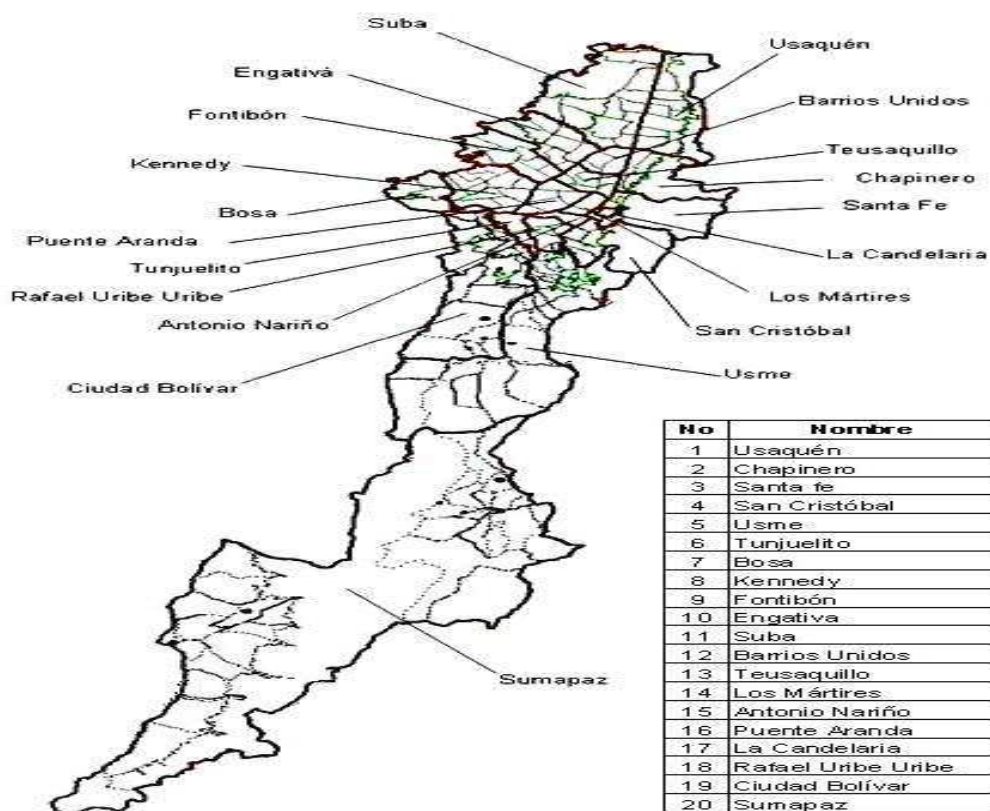 Suba
Usaquén
Engativá
Barrios Unidos
Fontibón
Teusaquillo
Kennedy
Chapinero
Santa Fe
Bosa
Puente Aranda
La Candelaria
Tunjuelito
Rafael Uribe Uribe
Los Mártires
Antonio Nariño
San Cristóbal
Usme
Ciudad Bolívar
Sumapaz
No Nombre
1 Usaquén
2 Chapinero
3 Santa fe
4 San Cristóbal
5 Usme
6 Tunjuelito
7 Bosa
8 Kennedy
9 Fontibón
10 Engativa
11 Suba
12 Barrios Unidos
13 Teusaquillo
14 Los Mártires
15 Antonio Nariño
16 Puente Aranda
17 La Candelaria
18 Rafael Uribe Uribe
19 Ciudad Bolívar
20 Sumapaz